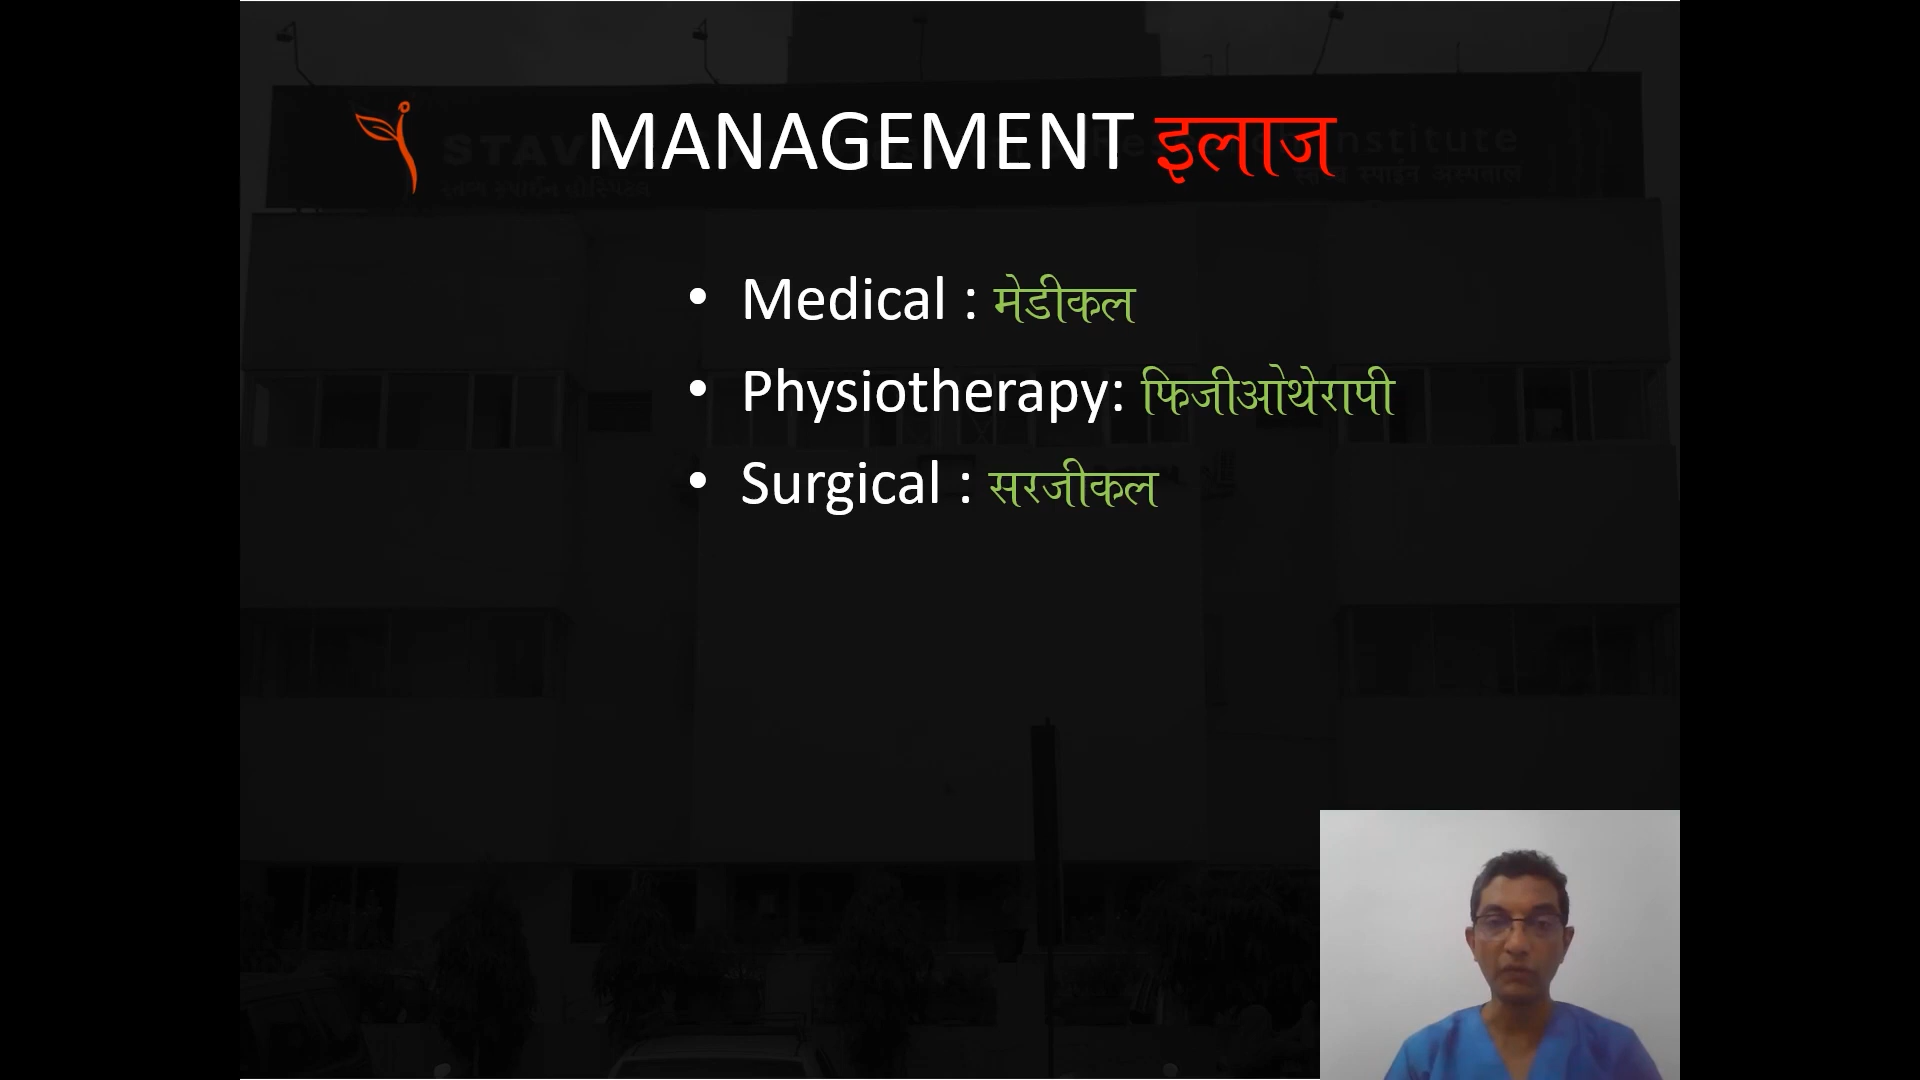 MANAGEMENT इलाज
• Medical : मेडीकल
• Physiotherapy: फिजीओथेरापी
• Surgical : सरजीकल